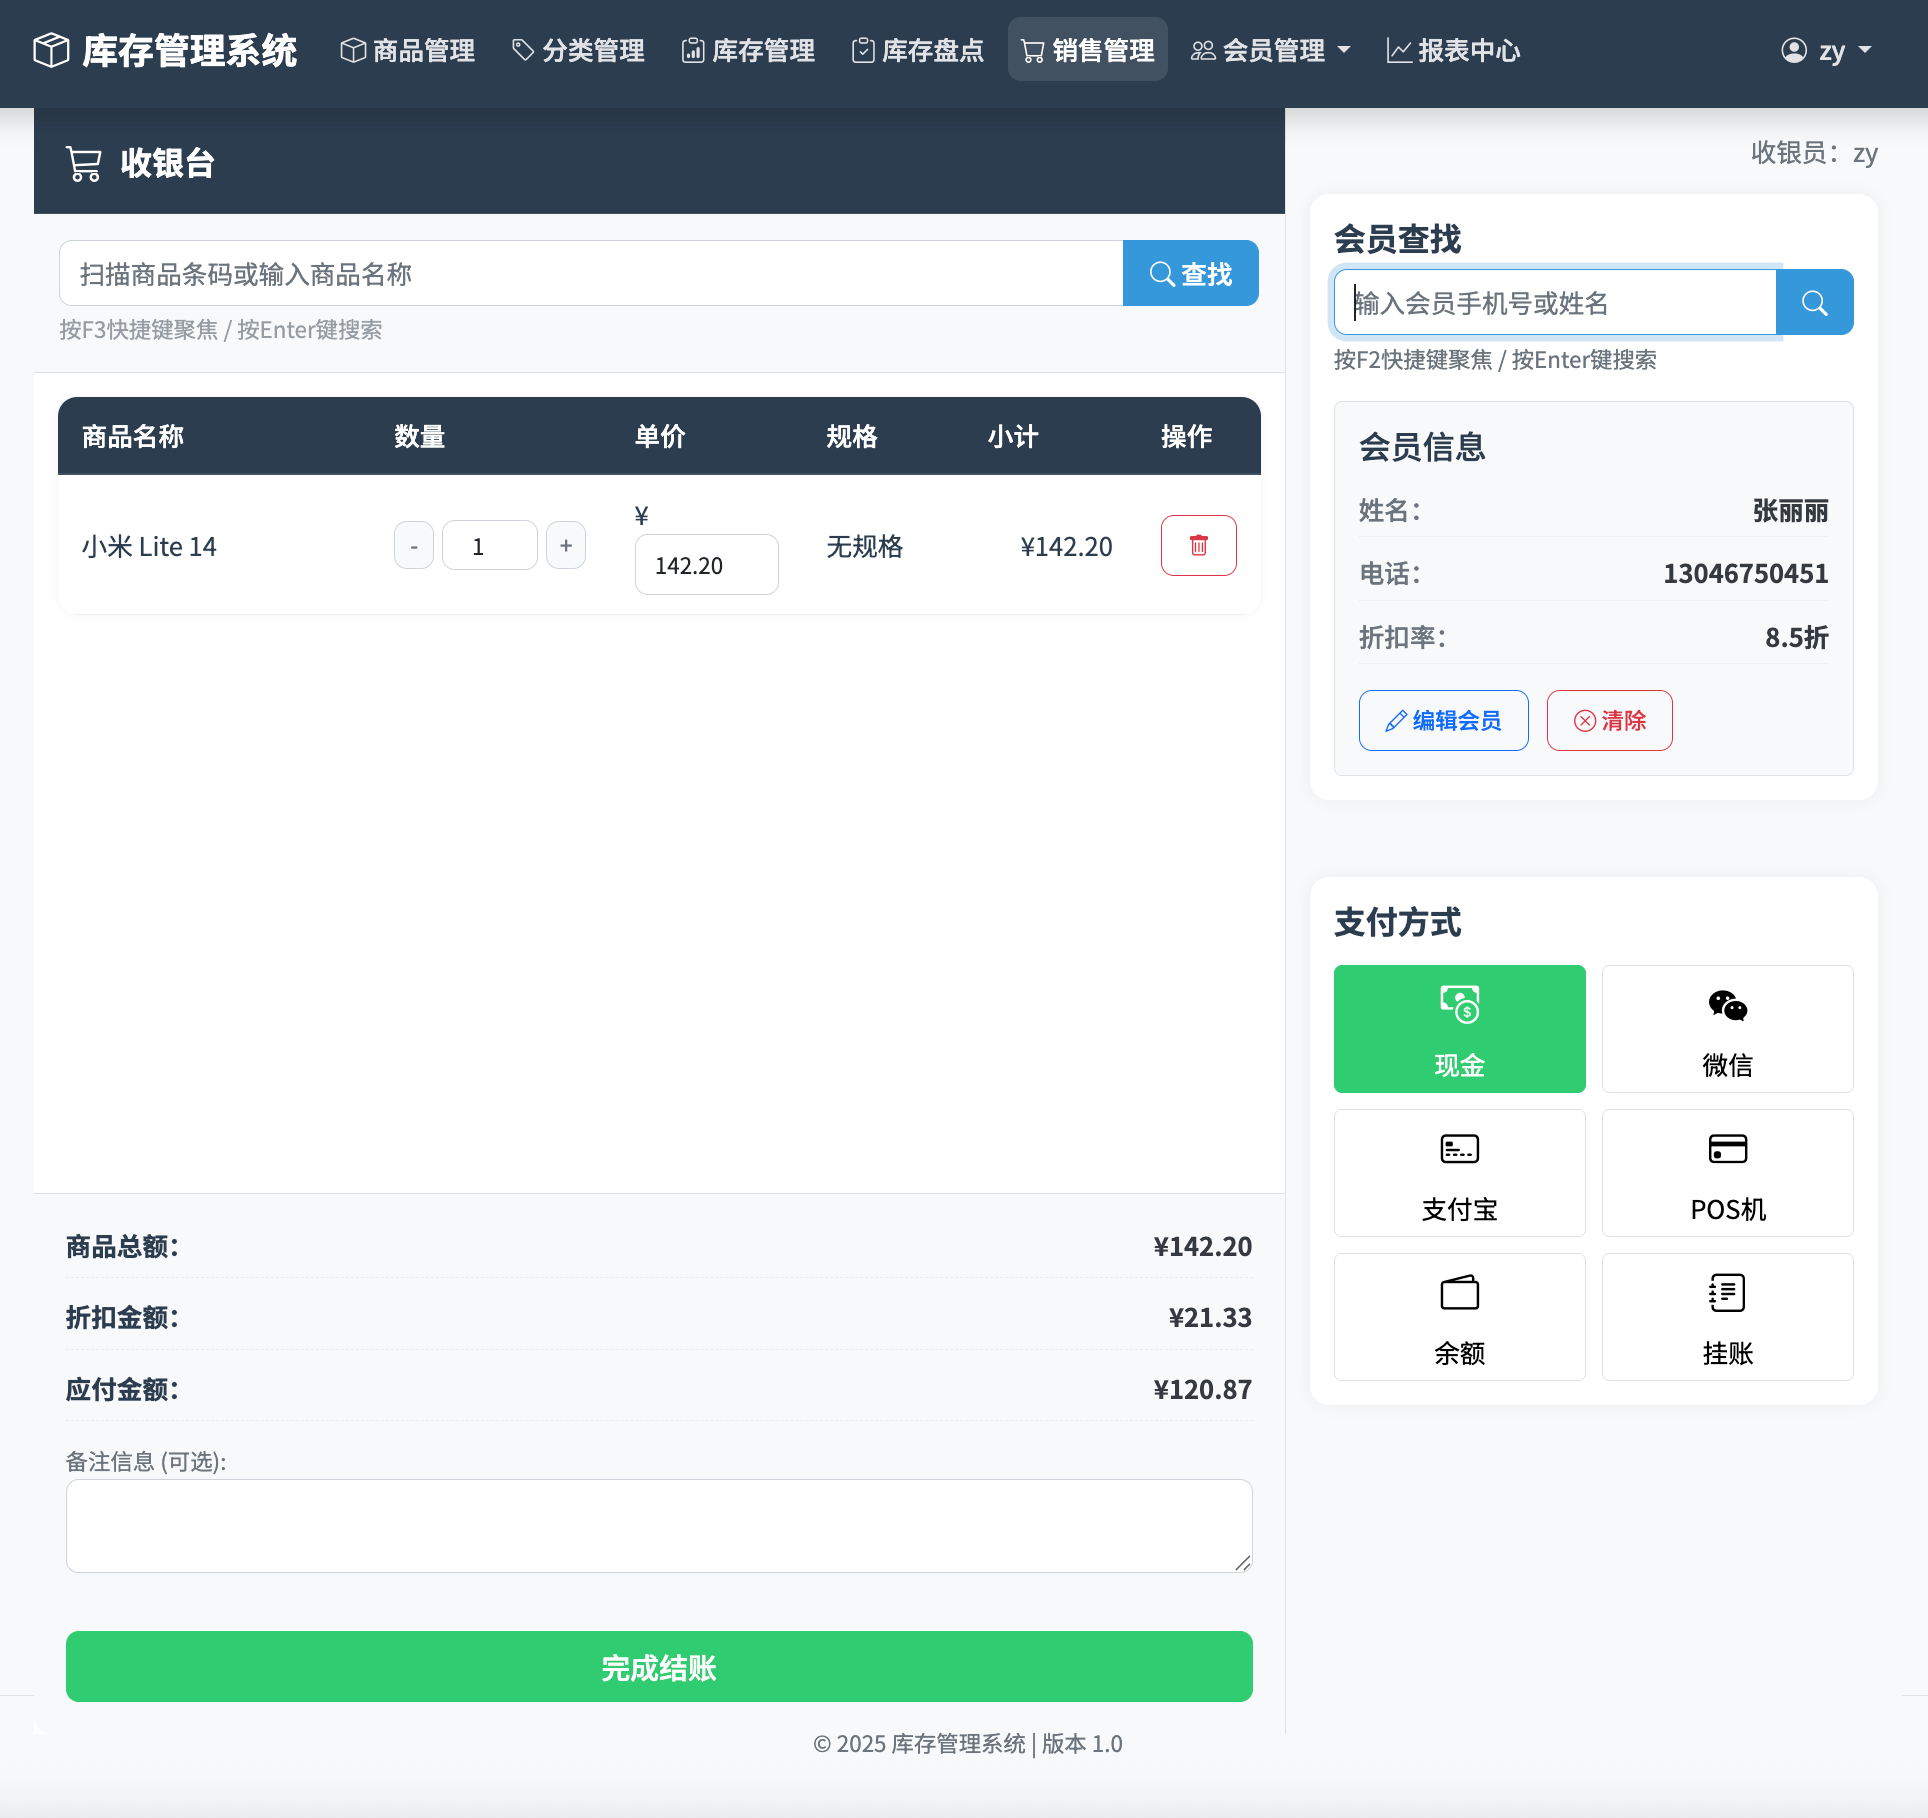 库存管理系统 商品管理 分类管理 库存管理 库存盘点 销售管理 会员管理 报表中心 zy
收银台
扫描商品条码或输入商品名称 查找
按F3快捷键聚焦 / 按Enter键搜索
商品名称 数量 单价 规格 小计 操作
小米 Lite 14 - 1 + ¥ 142.20 无规格 ¥142.20
商品总额： ¥142.20
折扣金额： ¥21.33
应付金额： ¥120.87
备注信息 (可选):
完成结账
收银员：zy
会员查找
输入会员手机号或姓名
按F2快捷键聚焦 / 按Enter键搜索
会员信息
姓名： 张丽丽
电话： 13046750451
折扣率： 8.5折
编辑会员 清除
支付方式
现金 微信
支付宝 POS机
余额 挂账
© 2025 库存管理系统 | 版本 1.0